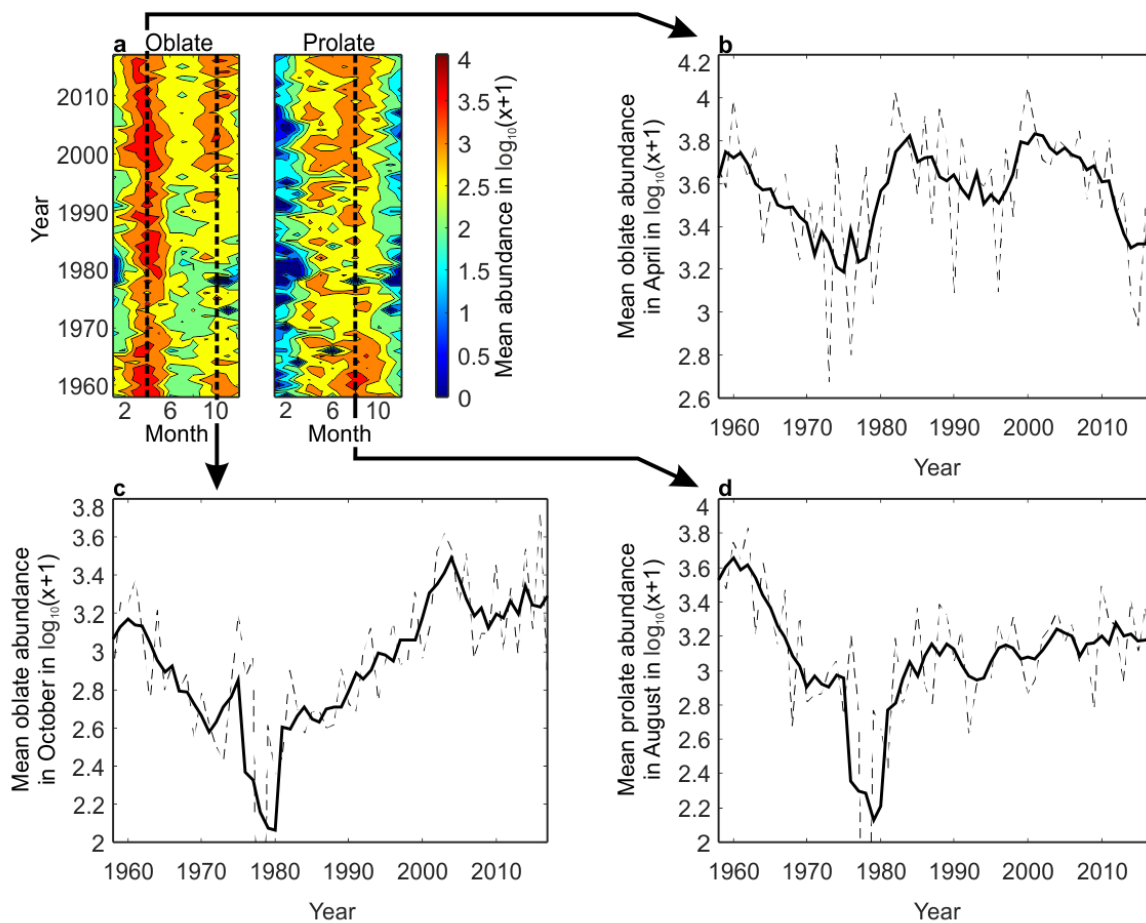 a Oblate Prolate
4
3.5
3
2.5
2
1.5
1
0.5
0
Mean abundance in log₁₀(x+1)
2010
2000
1990
1980
1970
1960
Year
2 6 10 2 6 10
Month Month
b
4.2
4
3.8
3.6
3.4
3.2
3
2.8
2.6
Mean oblate abundance
in April in log₁₀(x+1)
1960 1970 1980 1990 2000 2010
Year
c
3.8
3.6
3.4
3.2
3
2.8
2.6
2.4
2.2
2
Mean oblate abundance
in October in log₁₀(x+1)
1960 1970 1980 1990 2000 2010
Year
d
4
3.8
3.6
3.4
3.2
3
2.8
2.6
2.4
2.2
2
Mean prolate abundance
in August in log₁₀(x+1)
1960 1970 1980 1990 2000 2010
Year